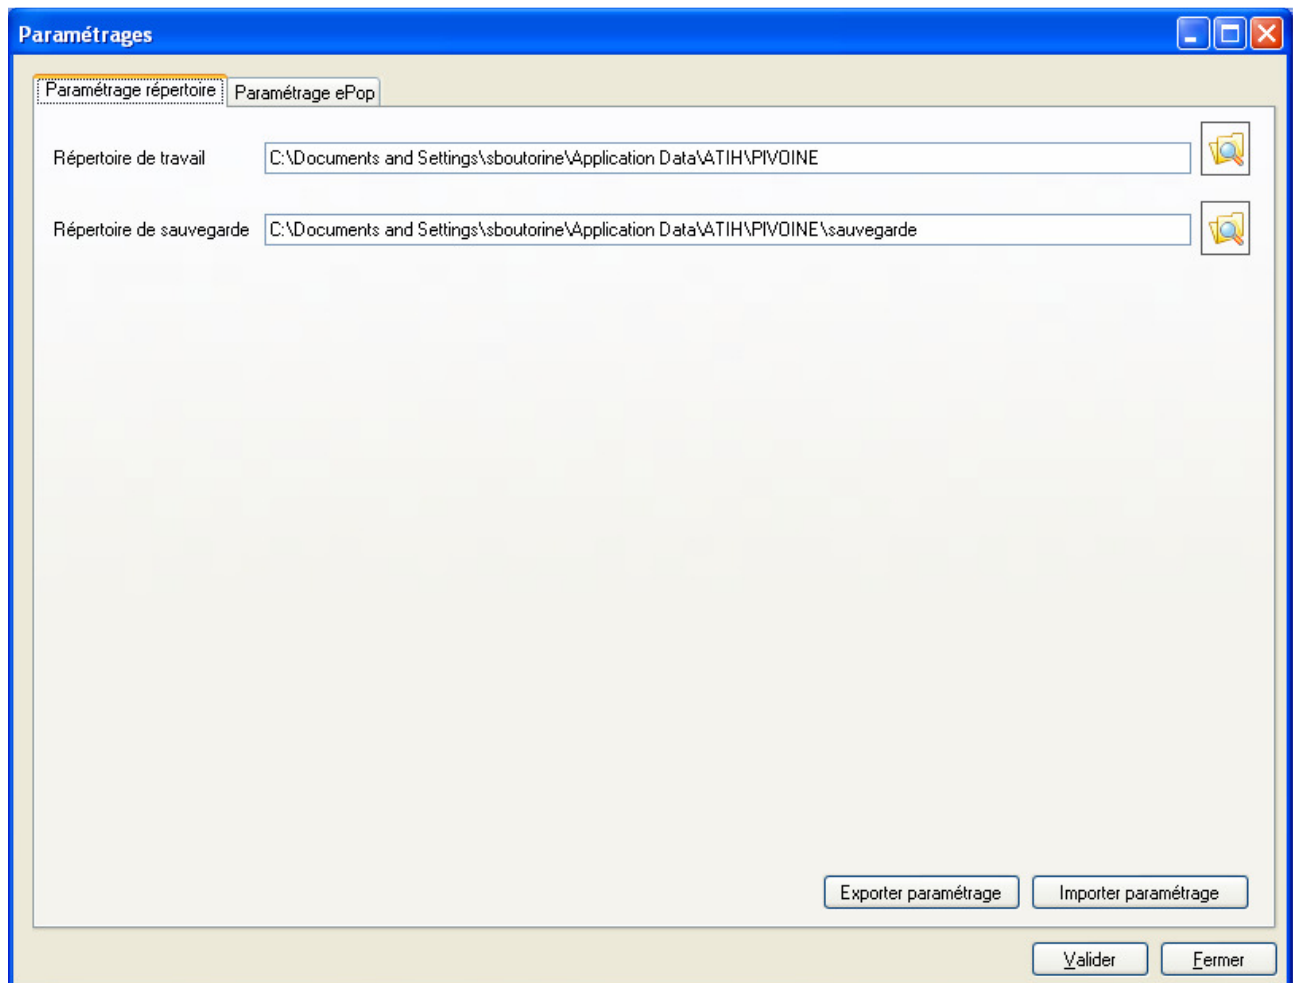 Paramétrages
Paramétrage répertoire Paramétrage ePop
Répertoire de travail C:\Documents and Settings\sboutorine\Application Data\ATIH\PIVOINE
Répertoire de sauvegarde C:\Documents and Settings\sboutorine\Application Data\ATIH\PIVOINE\sauvegarde
Exporter paramétrage Importer paramétrage
Valider Fermer